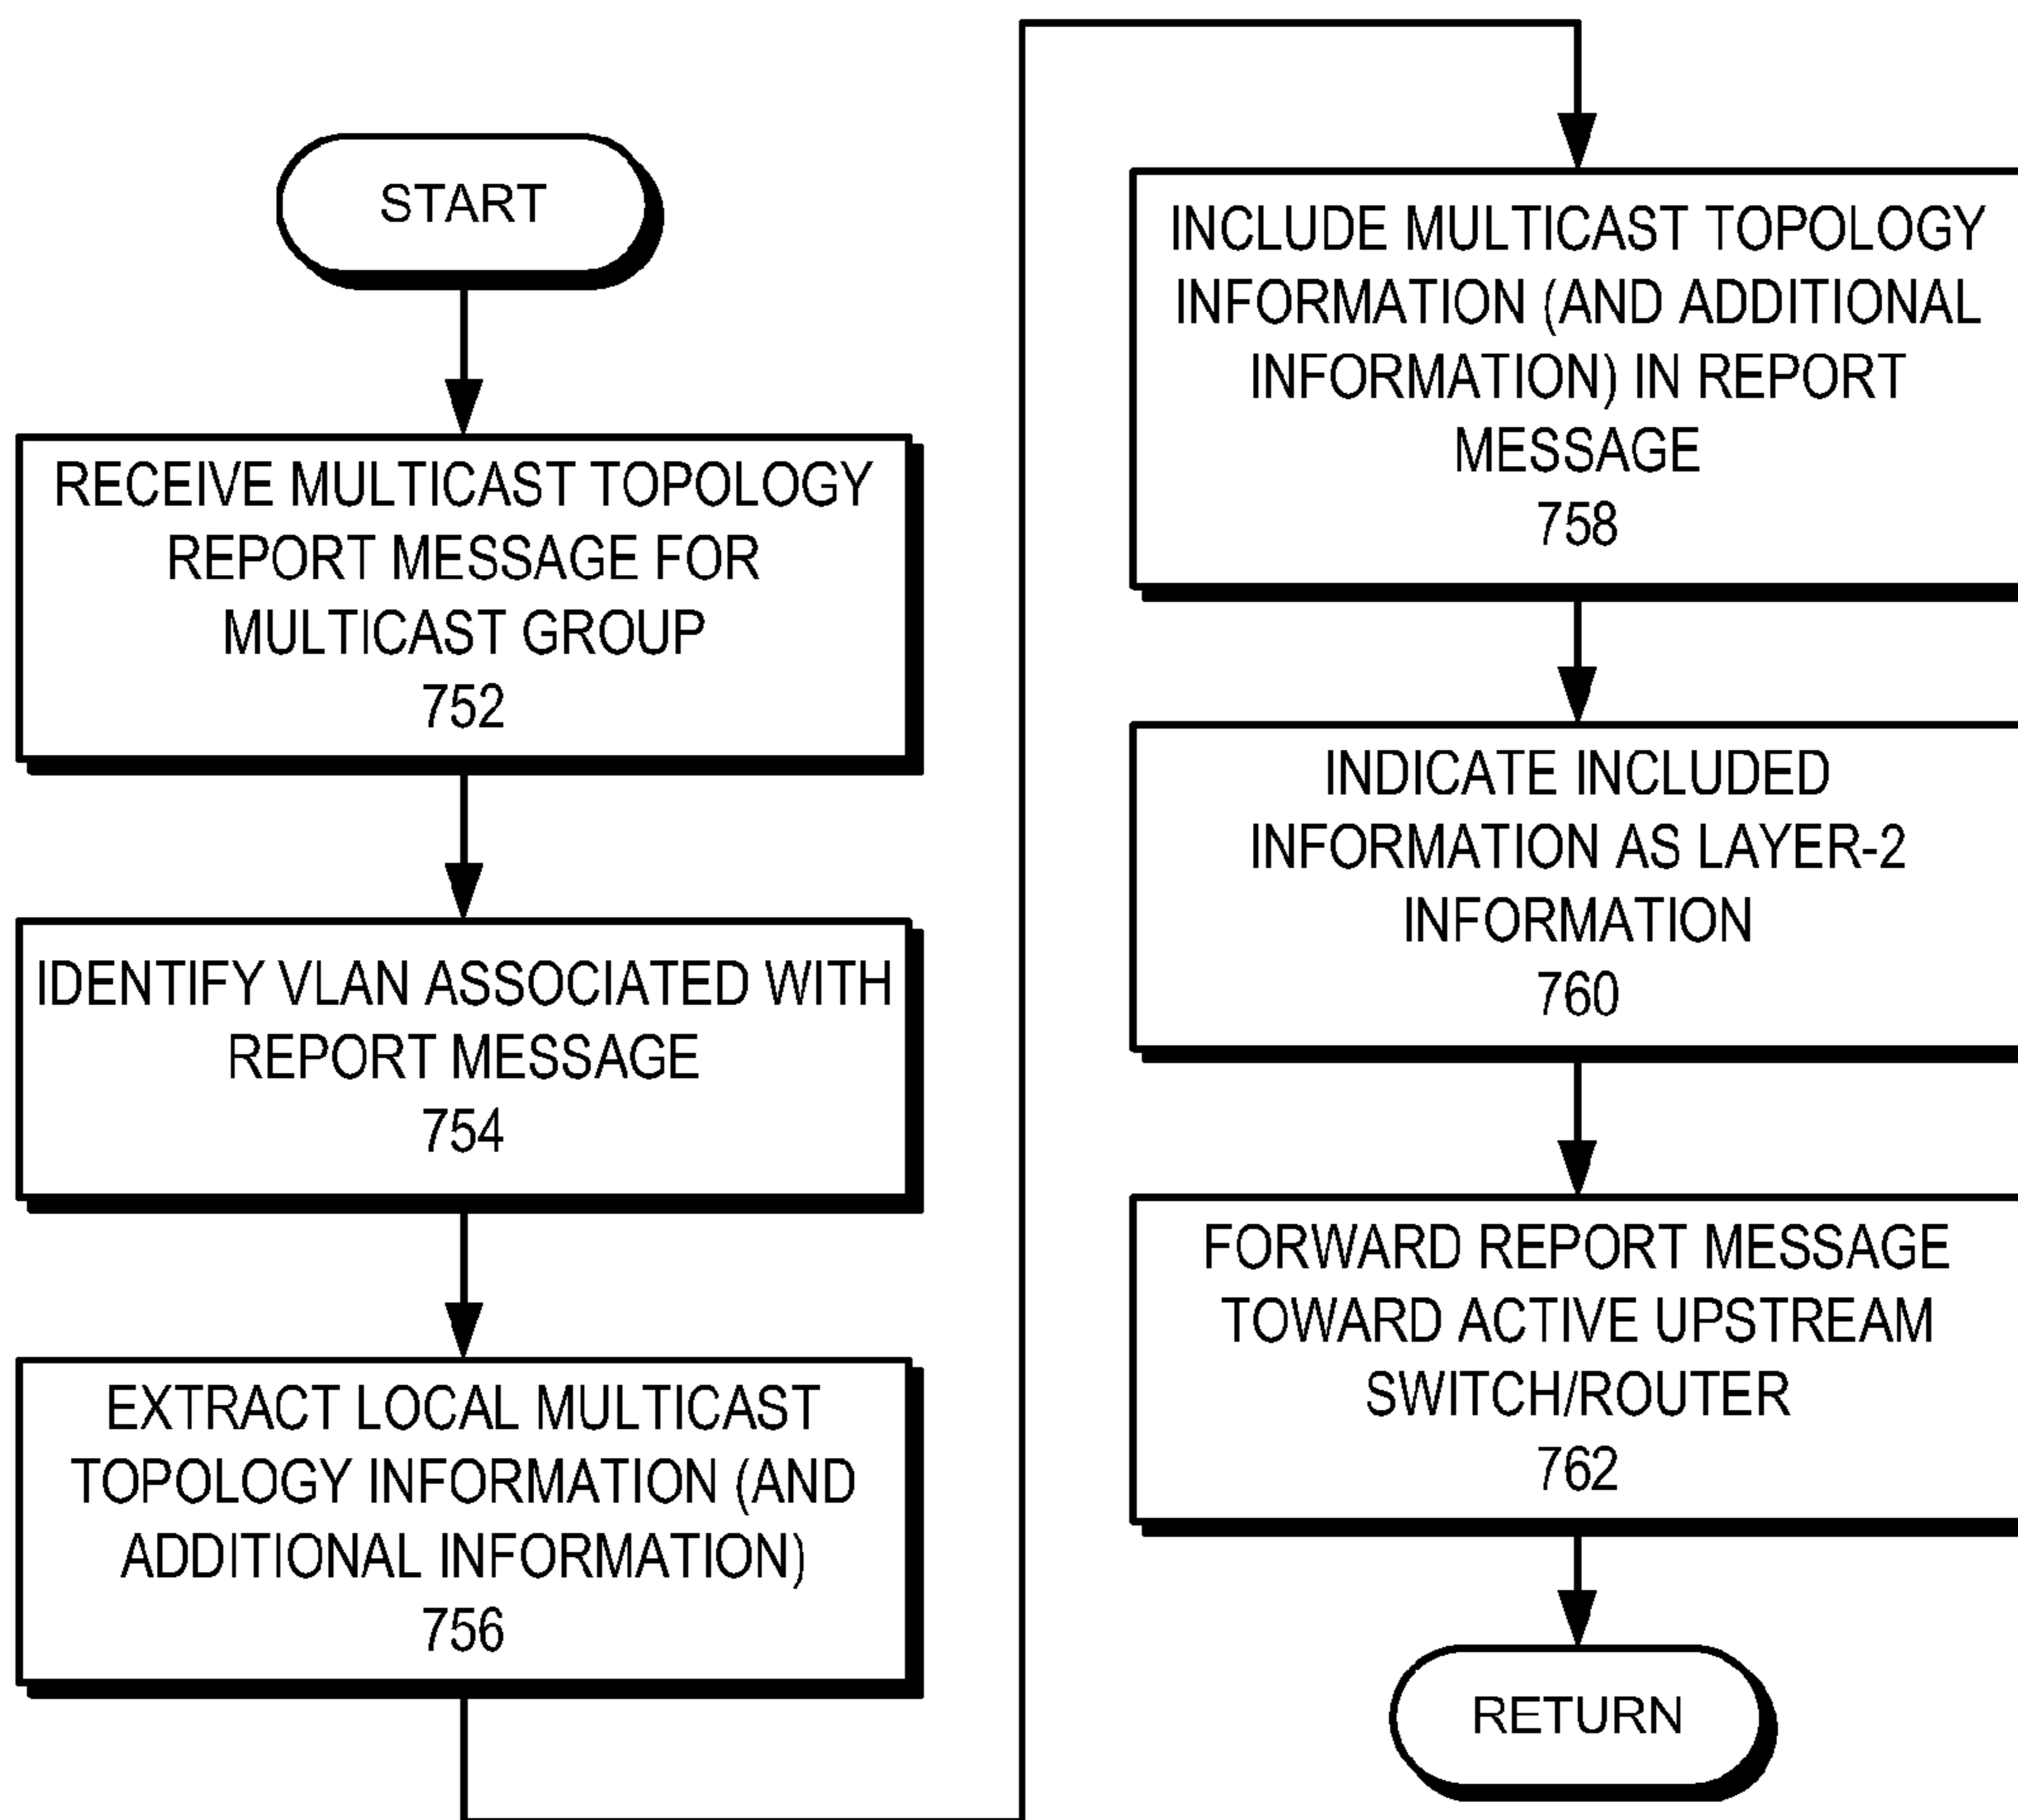 START
RECEIVE MULTICAST TOPOLOGY
REPORT MESSAGE FOR
MULTICAST GROUP
752
IDENTIFY VLAN ASSOCIATED WITH
REPORT MESSAGE
754
EXTRACT LOCAL MULTICAST
TOPOLOGY INFORMATION (AND
ADDITIONAL INFORMATION)
756
INCLUDE MULTICAST TOPOLOGY
INFORMATION (AND ADDITIONAL
INFORMATION) IN REPORT
MESSAGE
758
INDICATE INCLUDED
INFORMATION AS LAYER-2
INFORMATION
760
FORWARD REPORT MESSAGE
TOWARD ACTIVE UPSTREAM
SWITCH/ROUTER
762
RETURN